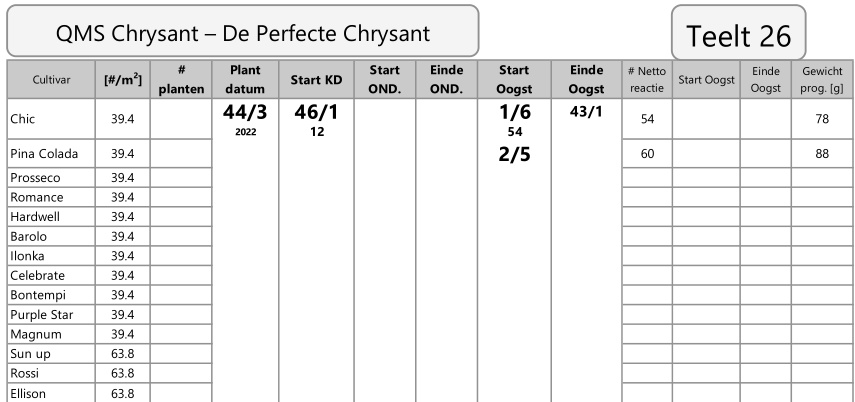 QMS Chrysant – De Perfecte Chrysant
Teelt 26
Cultivar [#/m²] # planten Plant datum Start KD Start OND. Einde OND. Start Oogst Einde Oogst # Netto reactie Start Oogst Einde Oogst Gewicht prog. [g]
Chic 39.4 44/3 2022 46/1 12 1/6 54 43/1 54 78
Pina Colada 39.4 2/5 60 88
Prosseco 39.4
Romance 39.4
Hardwell 39.4
Barolo 39.4
Ilonka 39.4
Celebrate 39.4
Bontempi 39.4
Purple Star 39.4
Magnum 39.4
Sun up 63.8
Rossi 63.8
Ellison 63.8